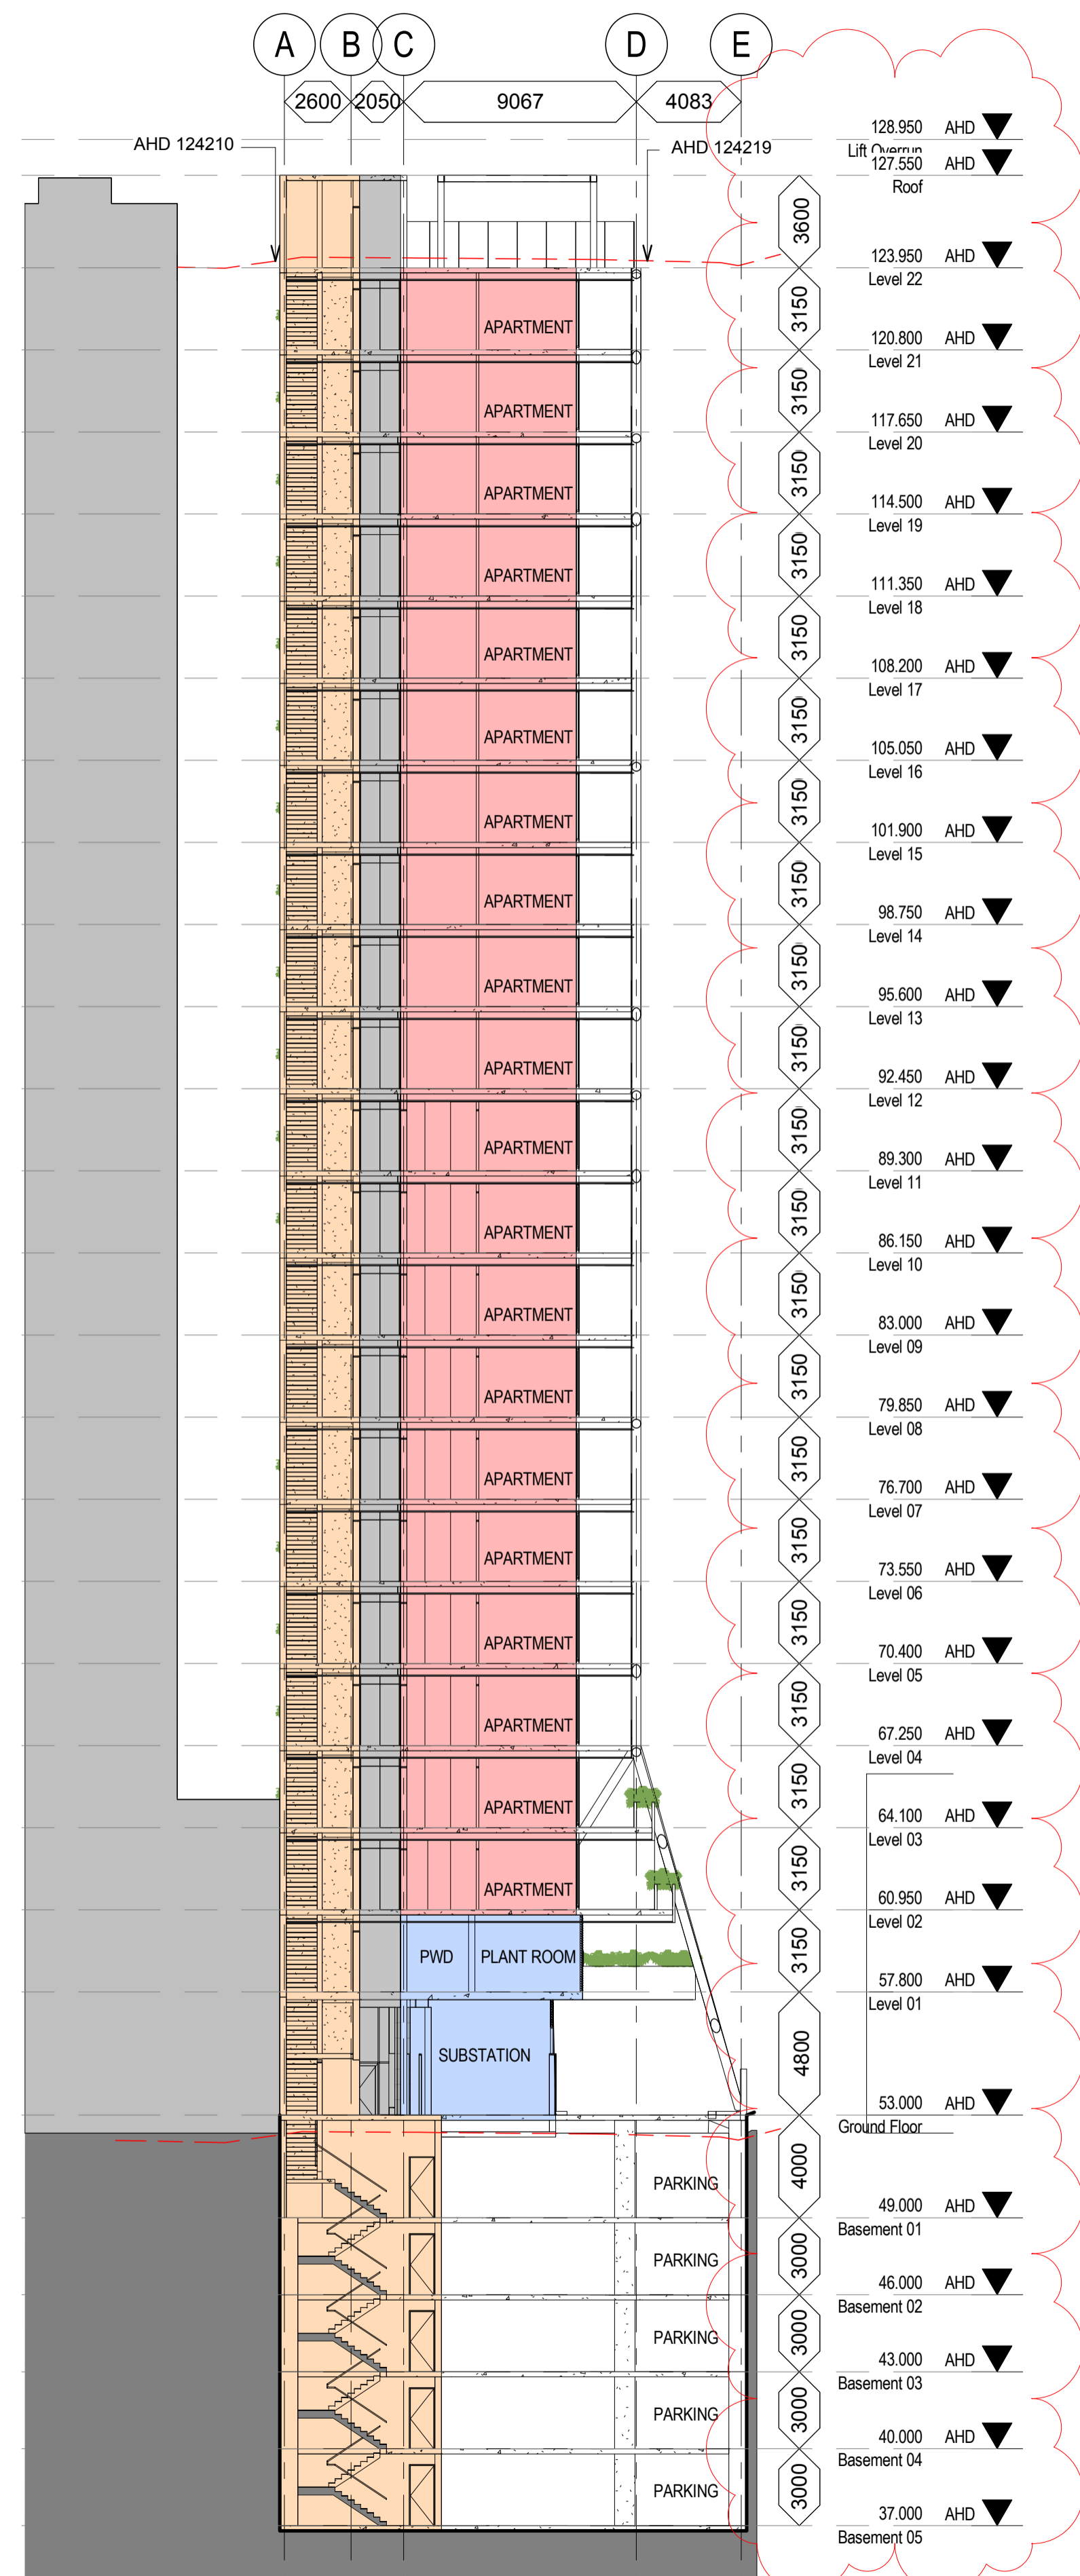 A B C D E
2600 2050 9067 4083
128.950 AHD
Lift Overrun
AHD 124210 AHD 124219
127.550 AHD
Roof
3600
123.950 AHD
Level 22
3150
APARTMENT
120.800 AHD
Level 21
3150
APARTMENT
117.650 AHD
Level 20
3150
APARTMENT
114.500 AHD
Level 19
3150
APARTMENT
111.350 AHD
Level 18
3150
APARTMENT
108.200 AHD
Level 17
3150
APARTMENT
105.050 AHD
Level 16
3150
APARTMENT
101.900 AHD
Level 15
3150
APARTMENT
98.750 AHD
Level 14
3150
APARTMENT
95.600 AHD
Level 13
3150
APARTMENT
92.450 AHD
Level 12
3150
APARTMENT
89.300 AHD
Level 11
3150
APARTMENT
86.150 AHD
Level 10
3150
APARTMENT
83.000 AHD
Level 09
3150
APARTMENT
79.850 AHD
Level 08
3150
APARTMENT
76.700 AHD
Level 07
3150
APARTMENT
73.550 AHD
Level 06
3150
APARTMENT
70.400 AHD
Level 05
3150
APARTMENT
67.250 AHD
Level 04
3150
APARTMENT
64.100 AHD
Level 03
3150
APARTMENT
60.950 AHD
Level 02
3150
PWD PLANT ROOM
57.800 AHD
Level 01
4800
SUBSTATION
53.000 AHD
Ground Floor
4000
PARKING
49.000 AHD
Basement 01
3000
PARKING
46.000 AHD
Basement 02
3000
PARKING
43.000 AHD
Basement 03
3000
PARKING
40.000 AHD
Basement 04
3000
PARKING
37.000 AHD
Basement 05